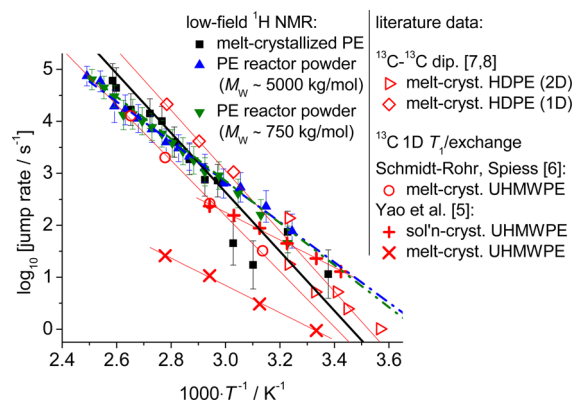 low-field ¹H NMR:
melt-crystallized PE
PE reactor powder
(M_W ~ 5000 kg/mol)
PE reactor powder
(M_W ~ 750 kg/mol)
literature data:
¹³C-¹³C dip. [7,8]
melt-cryst. HDPE (2D)
melt-cryst. HDPE (1D)
¹³C 1D T₁/exchange
Schmidt-Rohr, Spiess [6]:
melt-cryst. UHMWPE
Yao et al. [5]:
sol'n-cryst. UHMWPE
melt-cryst. UHMWPE
log₁₀ [jump rate / s⁻¹]
5
4
3
2
1
0
2.4 2.6 2.8 3.0 3.2 3.4 3.6
1000·T⁻¹ / K⁻¹